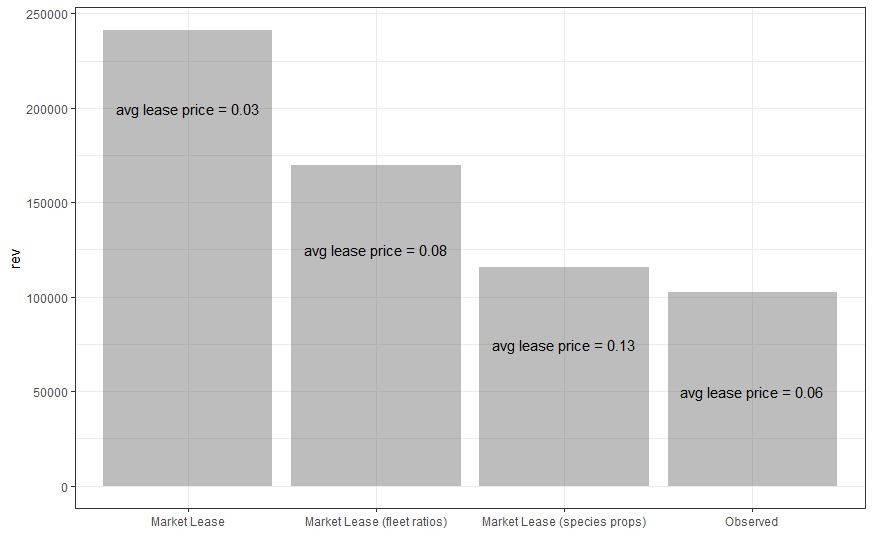 250000
200000
150000
100000
50000
0
rev
avg lease price = 0.03
avg lease price = 0.08
avg lease price = 0.13
avg lease price = 0.06
Market Lease
Market Lease (fleet ratios)
Market Lease (species props)
Observed